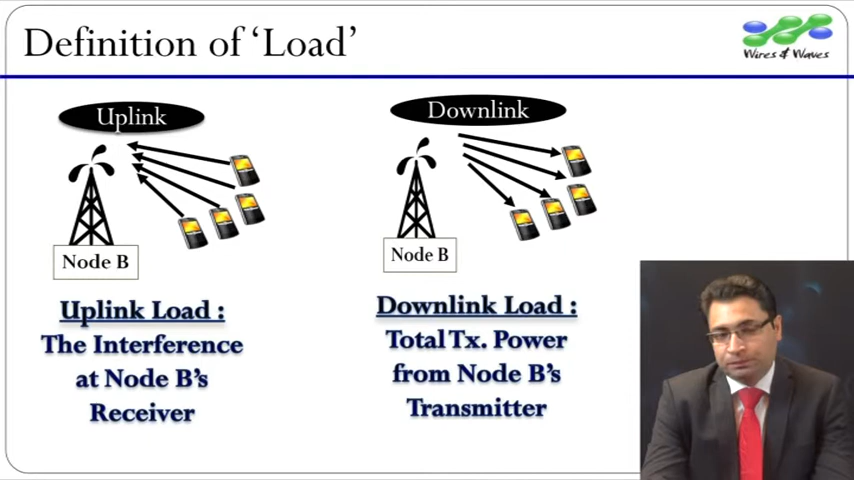 Definition of ‘Load’
Wires & Waves
Uplink
Downlink
Node B
Node B
Uplink Load :
The Interference
at Node B’s
Receiver
Downlink Load :
Total Tx. Power
from Node B’s
Transmitter